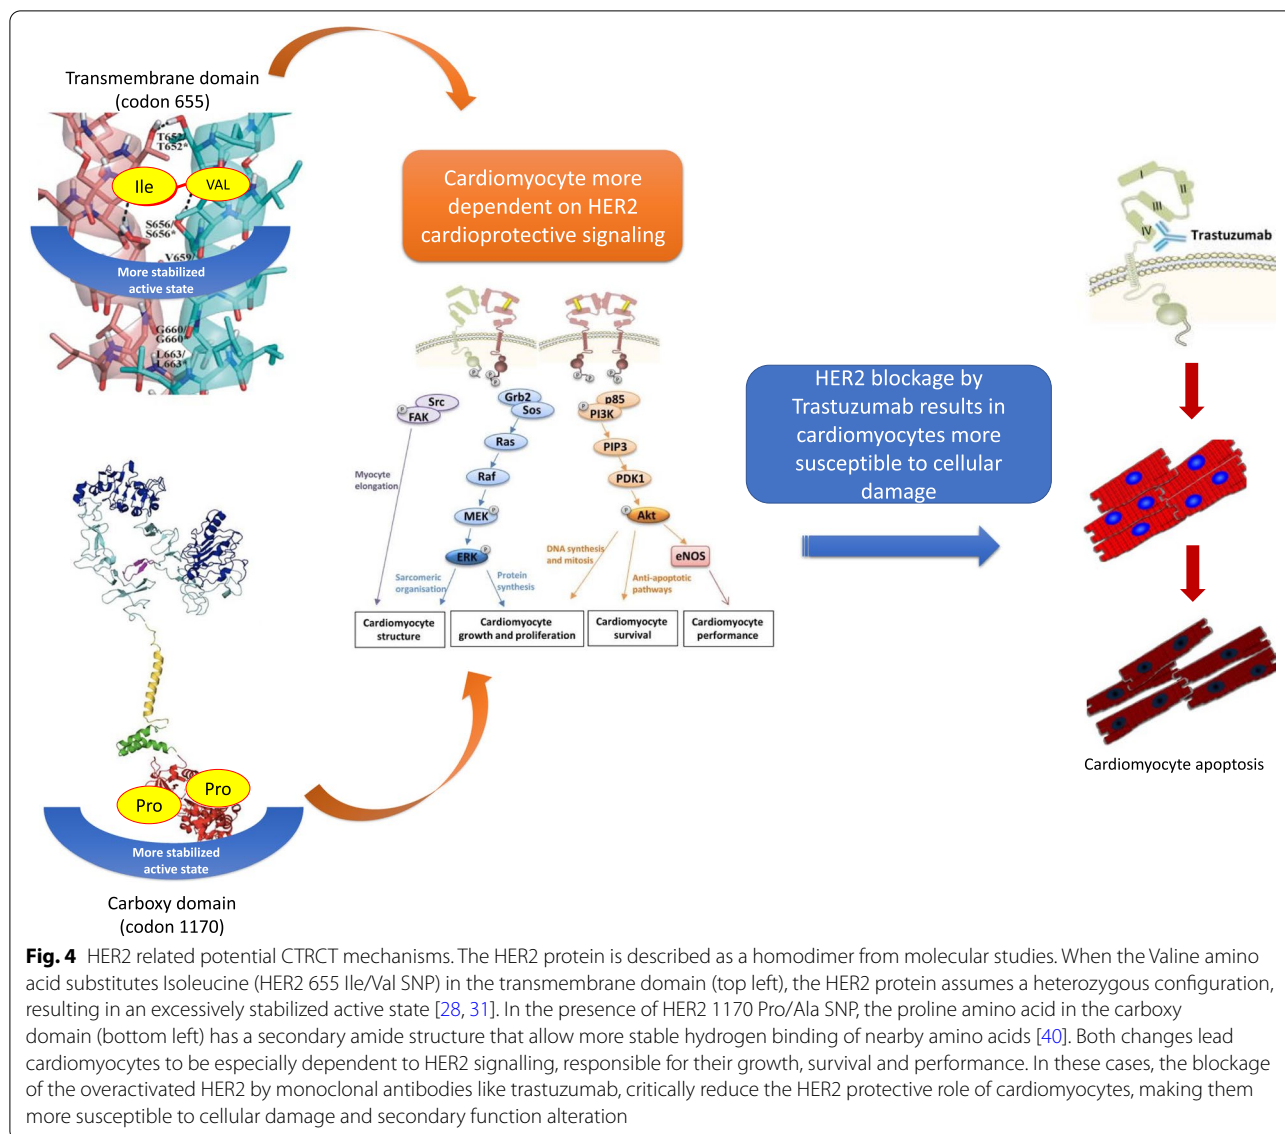 Transmembrane domain
(codon 655)
T652/
T652*
Ile
VAL
S656/
S656*
V659/
More stabilized
active state
G660/
G660*
L663/
L663*
Cardiomyocyte more
dependent on HER2
cardioprotective signaling
P
P
P
P
P
P
Src
P
FAK
Grb2
Sos
p85
P
PI3K
Ras
PIP3
Myocyte
elongation
Raf
PDK1
MEK
P
P
Akt
ERK
P
DNA synthesis
and mitosis
eNOS
Sarcomeric
organisation
Protein
synthesis
Anti-apoptotic
pathways
Cardiomyocyte
structure
Cardiomyocyte
growth and proliferation
Cardiomyocyte
survival
Cardiomyocyte
performance
HER2 blockage by
Trastuzumab results in
cardiomyocytes more
susceptible to cellular
damage
I
II
III
IV
Trastuzumab
Cardiomyocyte apoptosis
Pro
Pro
More stabilized
active state
Carboxy domain
(codon 1170)
Fig. 4 HER2 related potential CTRCT mechanisms. The HER2 protein is described as a homodimer from molecular studies. When the Valine amino
acid substitutes Isoleucine (HER2 655 Ile/Val SNP) in the transmembrane domain (top left), the HER2 protein assumes a heterozygous configuration,
resulting in an excessively stabilized active state [28, 31]. In the presence of HER2 1170 Pro/Ala SNP, the proline amino acid in the carboxy
domain (bottom left) has a secondary amide structure that allow more stable hydrogen binding of nearby amino acids [40]. Both changes lead
cardiomyocytes to be especially dependent to HER2 signalling, responsible for their growth, survival and performance. In these cases, the blockage
of the overactivated HER2 by monoclonal antibodies like trastuzumab, critically reduce the HER2 protective role of cardiomyocytes, making them
more susceptible to cellular damage and secondary function alteration